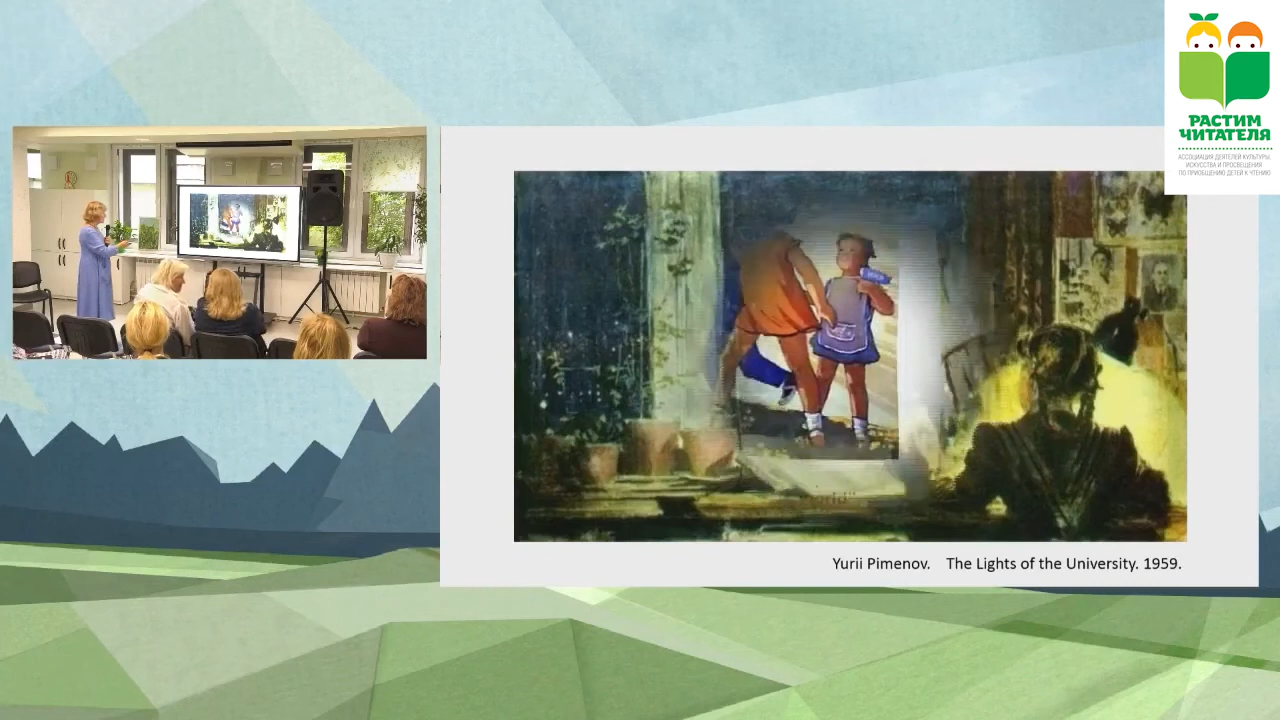 РАСТИМ
ЧИТАТЕЛЯ
АССОЦИАЦИЯ ДЕЯТЕЛЕЙ КУЛЬТУРЫ,
ИСКУССТВА И ПРОСВЕЩЕНИЯ
ПО ПРИОБЩЕНИЮ ДЕТЕЙ К ЧТЕНИЮ
Yurii Pimenov. The Lights of the University. 1959.